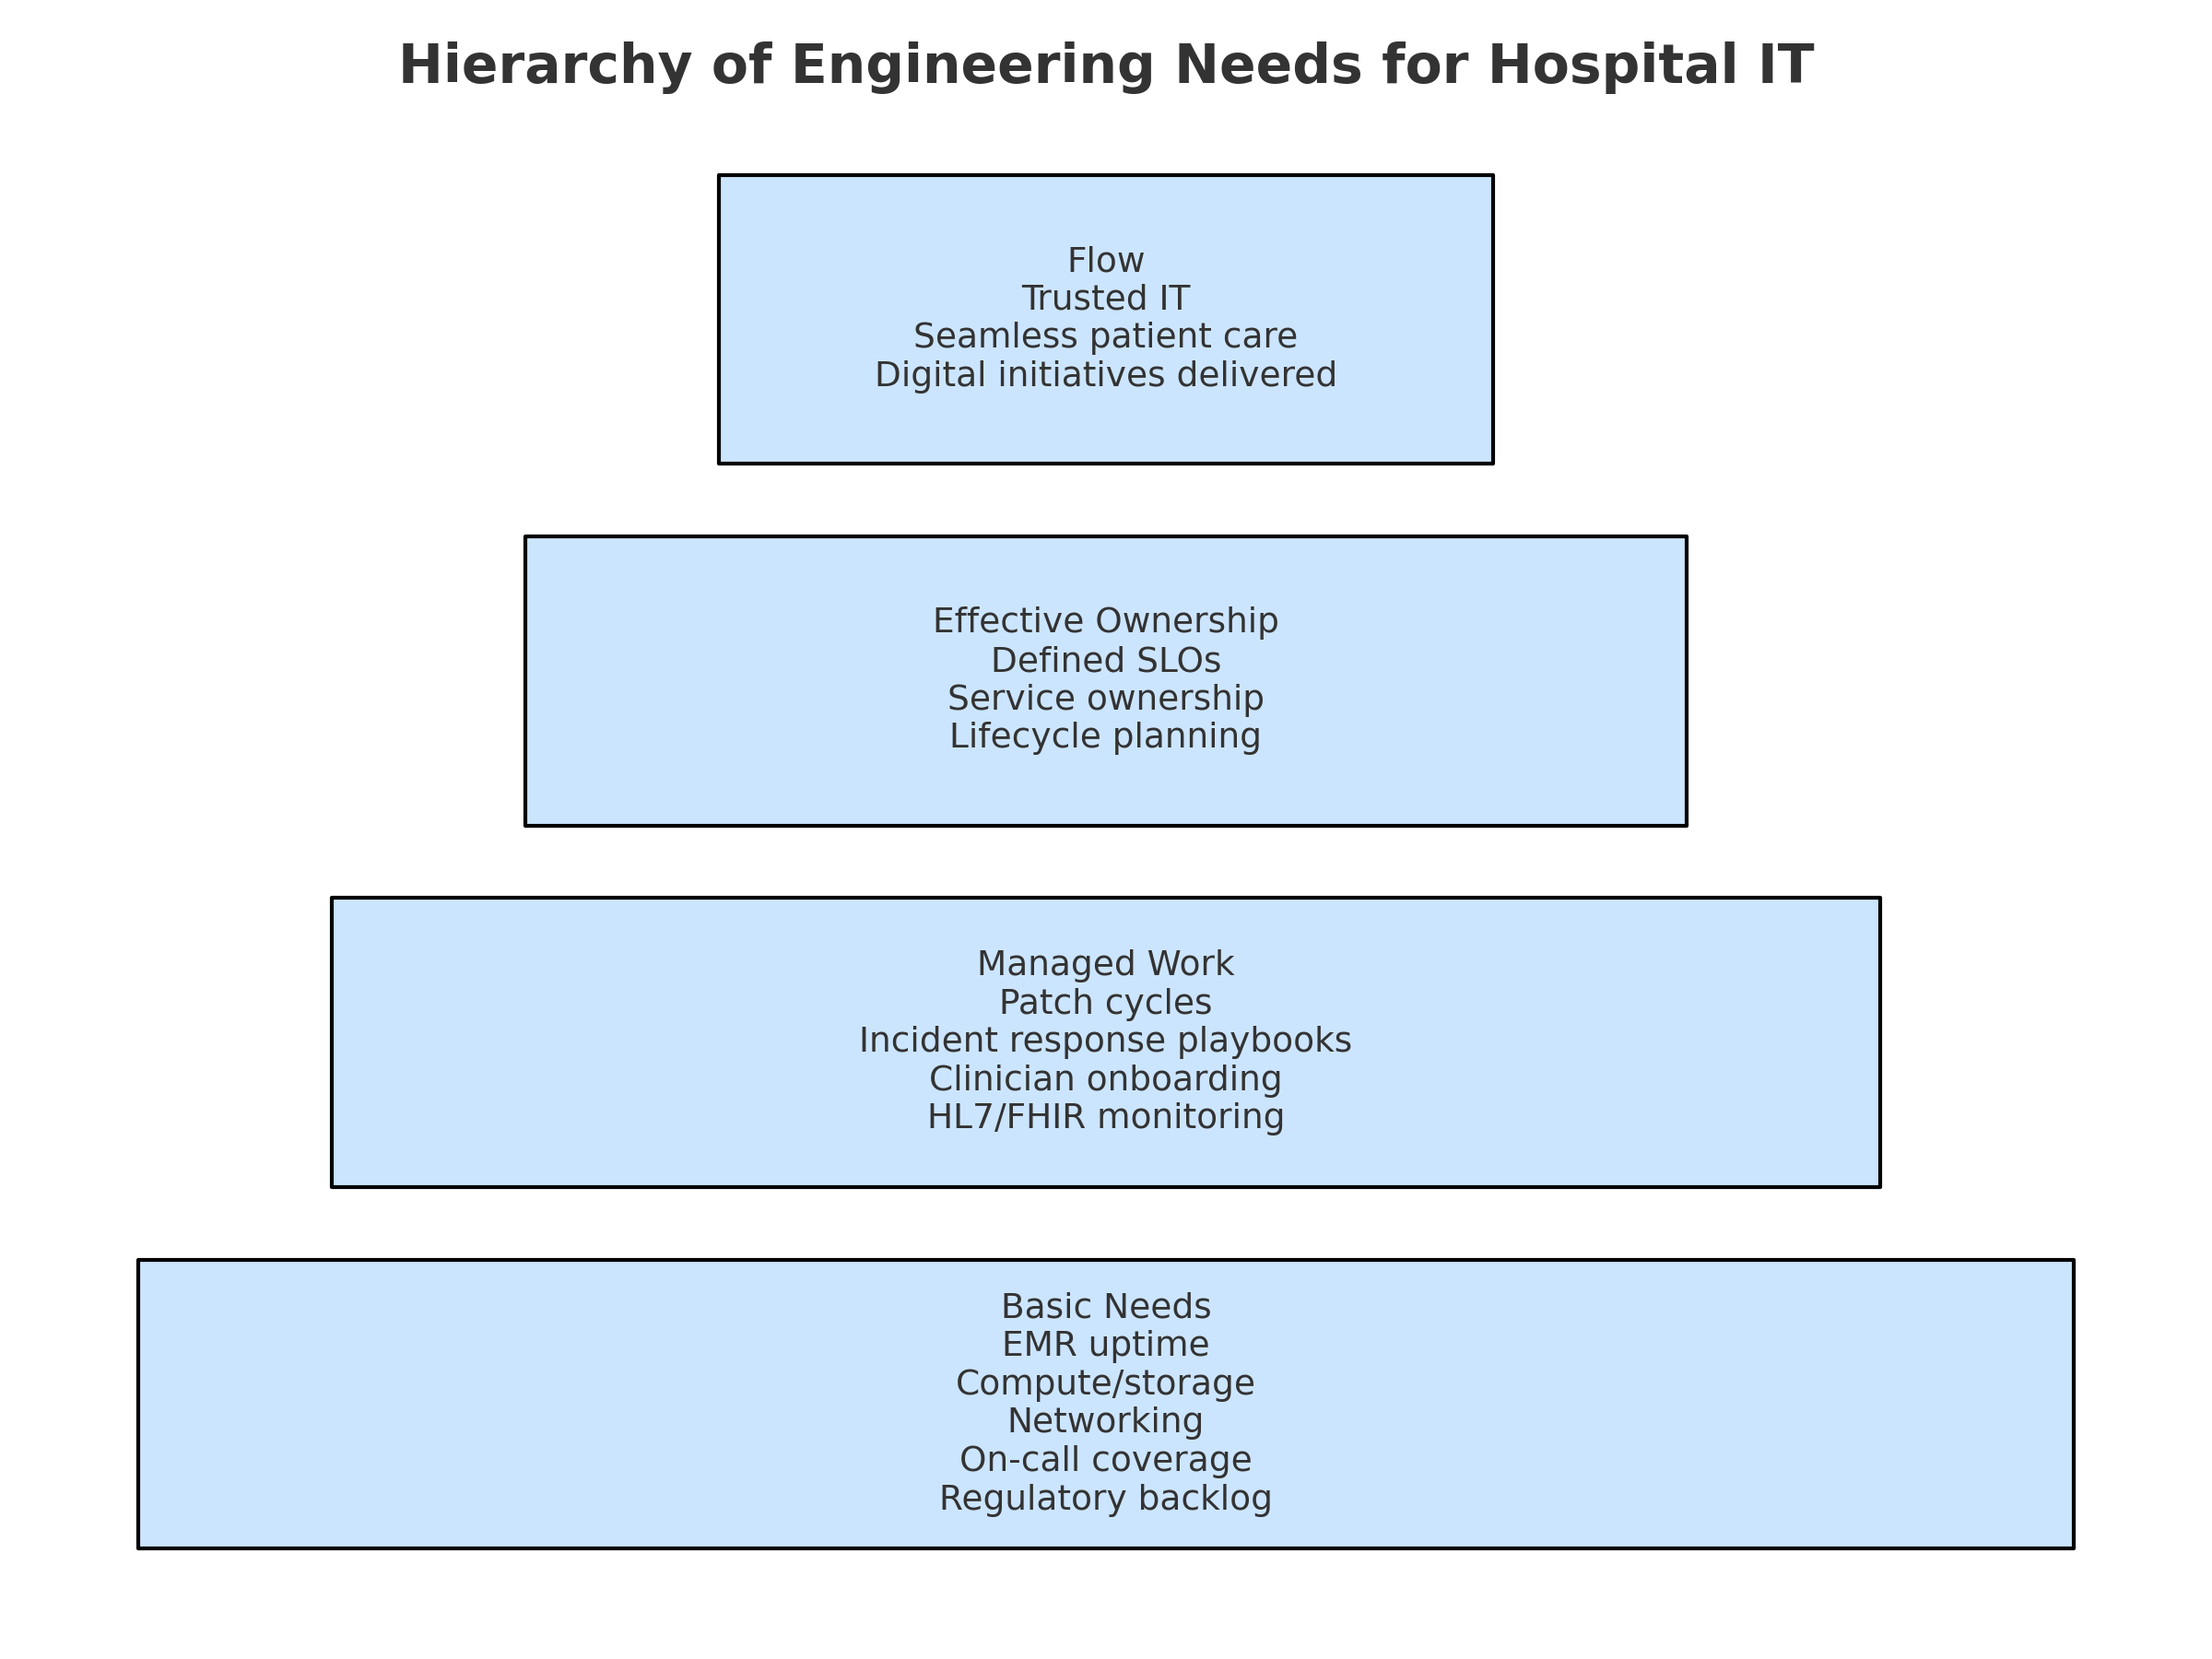 Hierarchy of Engineering Needs for Hospital IT
Flow
Trusted IT
Seamless patient care
Digital initiatives delivered
Effective Ownership
Defined SLOs
Service ownership
Lifecycle planning
Managed Work
Patch cycles
Incident response playbooks
Clinician onboarding
HL7/FHIR monitoring
Basic Needs
EMR uptime
Compute/storage
Networking
On-call coverage
Regulatory backlog